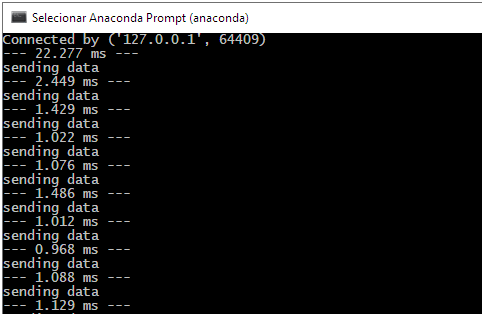 Selecionar Anaconda Prompt (anaconda)
Connected by ('127.0.0.1', 64409)
--- 22.277 ms ---
sending data
--- 2.449 ms ---
sending data
--- 1.429 ms ---
sending data
--- 1.022 ms ---
sending data
--- 1.076 ms ---
sending data
--- 1.486 ms ---
sending data
--- 1.012 ms ---
sending data
--- 0.968 ms ---
sending data
--- 1.088 ms ---
sending data
--- 1.129 ms ---